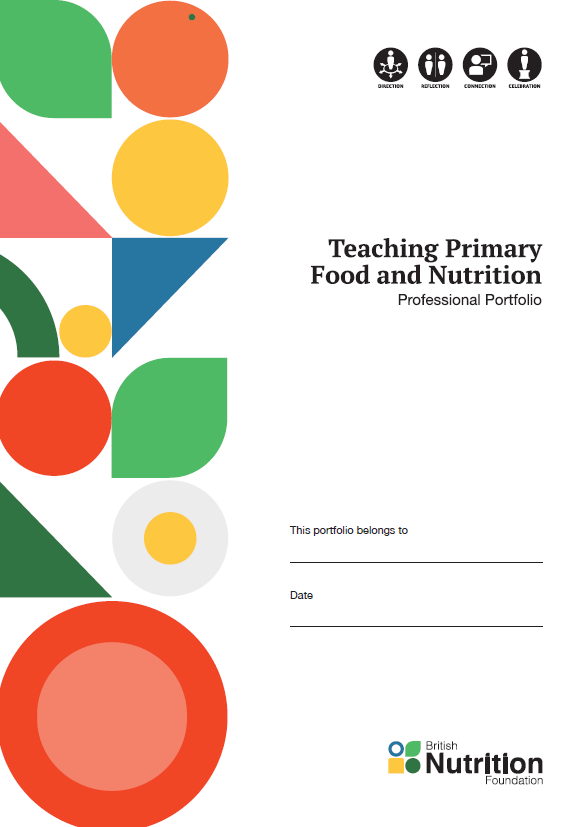 DIRECTION REFLECTION CONNECTION CELEBRATION
Teaching Primary
Food and Nutrition
Professional Portfolio
This portfolio belongs to
Date
British
Nutrition
Foundation